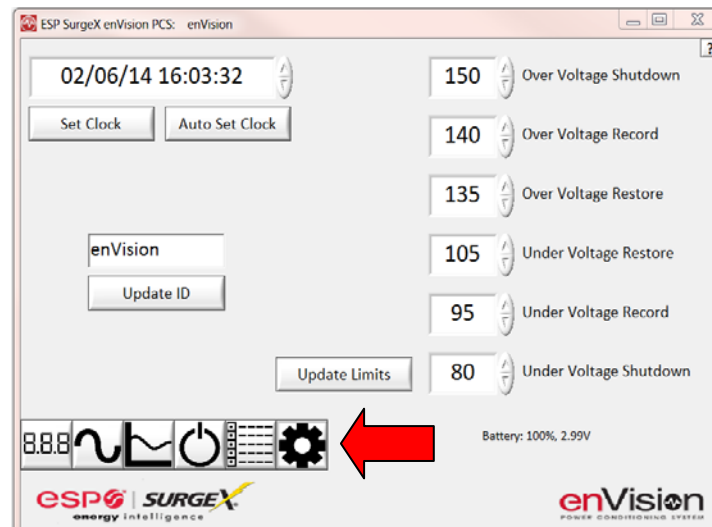 ESP SurgeX enVision PCS: enVision
?
02/06/14 16:03:32
Set Clock
Auto Set Clock
150 Over Voltage Shutdown
140 Over Voltage Record
135 Over Voltage Restore
enVision
Update ID
105 Under Voltage Restore
95 Under Voltage Record
Update Limits
80 Under Voltage Shutdown
8.8.8
Battery: 100%, 2.99V
esp SURGEX
energy intelligence
enVision
POWER CONDITIONING SYSTEM